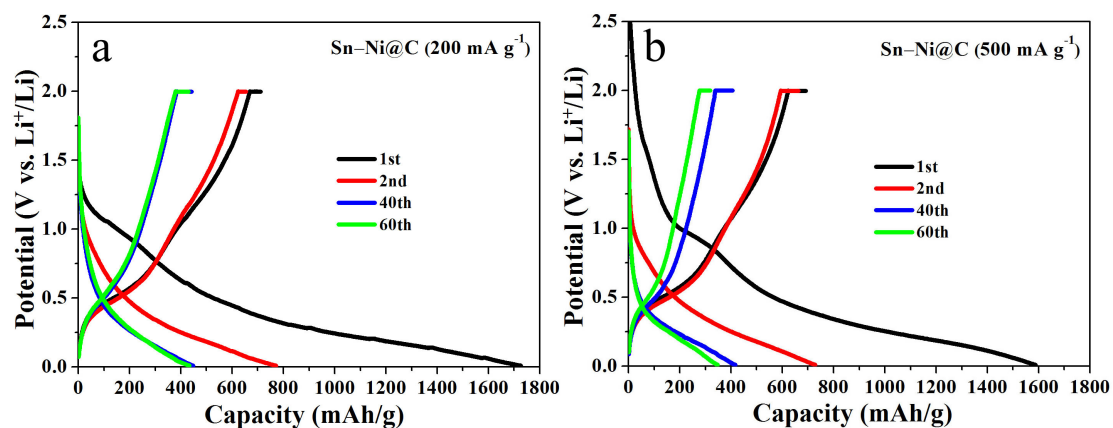 a
Sn–Ni@C (200 mA g⁻¹)
Potential (V vs. Li⁺/Li)
2.5
2.0
1.5
1.0
0.5
0.0
1st
2nd
40th
60th
0 200 400 600 800 1000 1200 1400 1600 1800
Capacity (mAh/g)
b
Sn–Ni@C (500 mA g⁻¹)
Potential (V vs. Li⁺/Li)
2.5
2.0
1.5
1.0
0.5
0.0
1st
2nd
40th
60th
0 200 400 600 800 1000 1200 1400 1600 1800
Capacity (mAh/g)